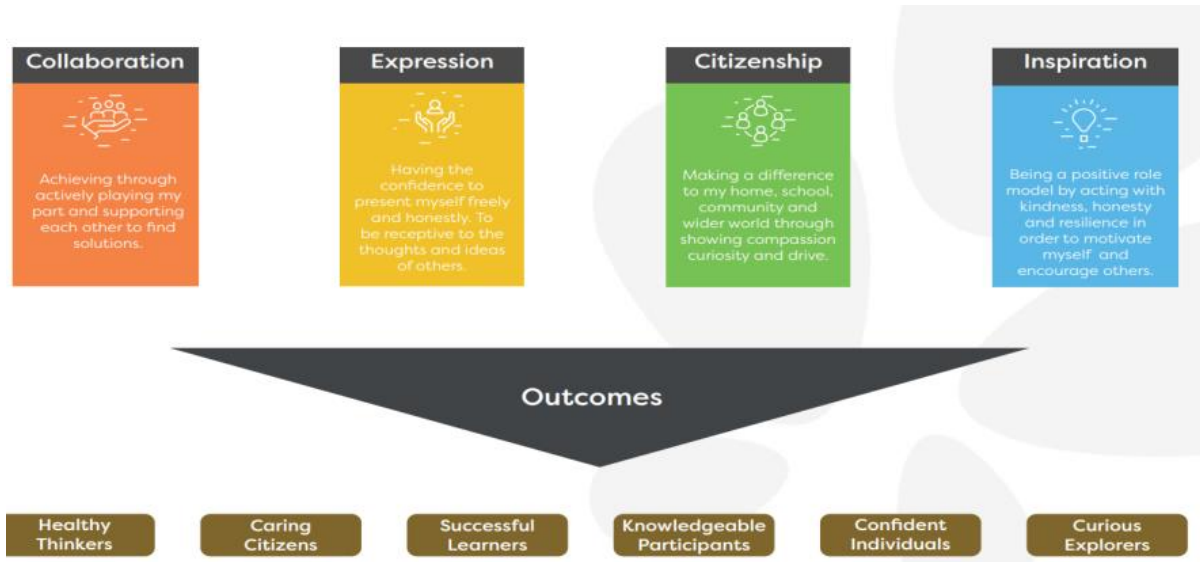 Collaboration
Achieving through
actively playing my
part and supporting
each other to find
solutions.
Expression
Having the
confidence to
present myself freely
and honestly. To
be receptive to the
thoughts and ideas
of others.
Citizenship
Making a difference
to my home, school,
community and
wider world through
showing compassion
curiosity and drive.
Inspiration
Being a positive role
model by acting with
kindness, honesty
and resilience in
order to motivate
myself and
encourage others.
Outcomes
Healthy
Thinkers
Caring
Citizens
Successful
Learners
Knowledgeable
Participants
Confident
Individuals
Curious
Explorers